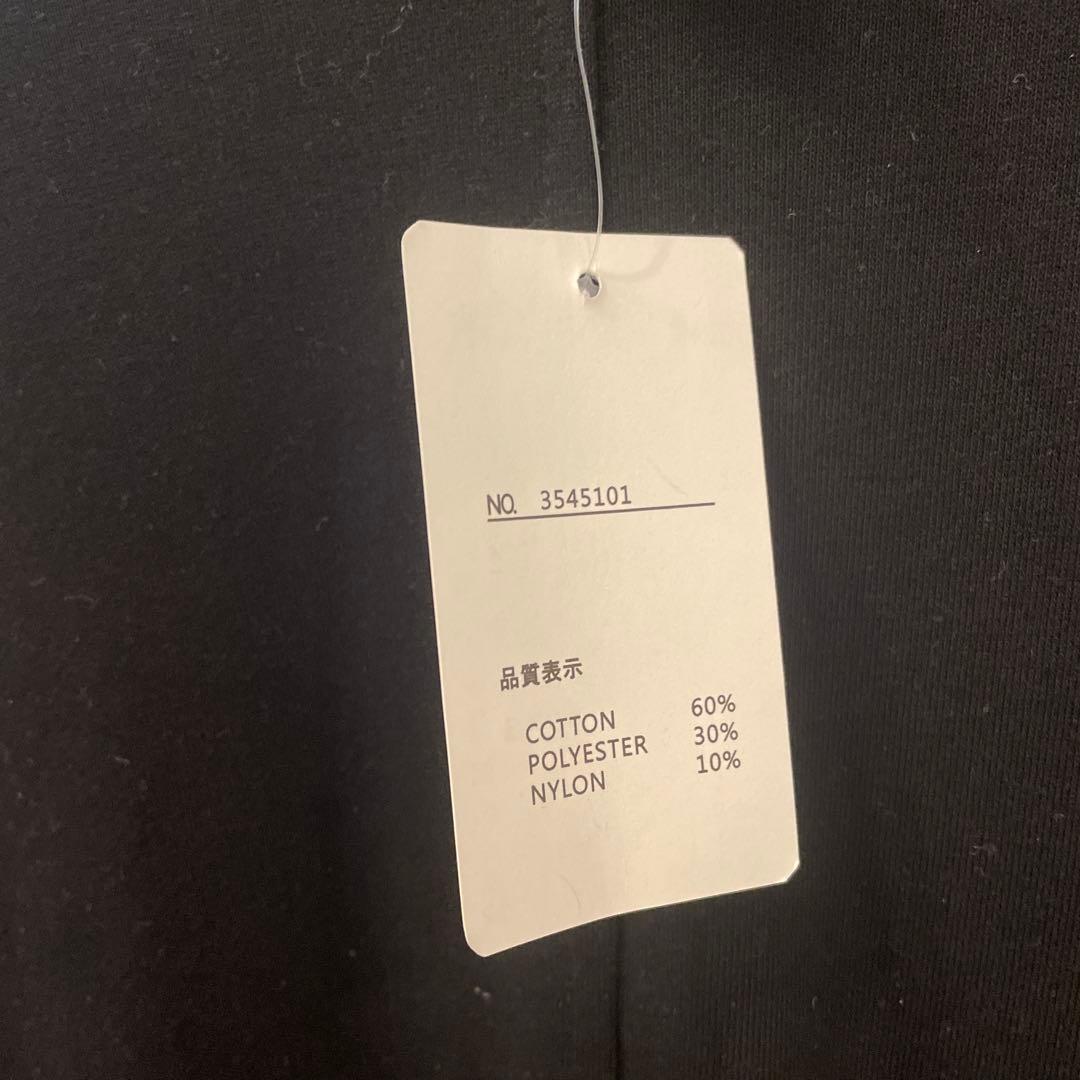 NO. 3545101
品質表示
COTTON 60%
POLYESTER 30%
NYLON 10%